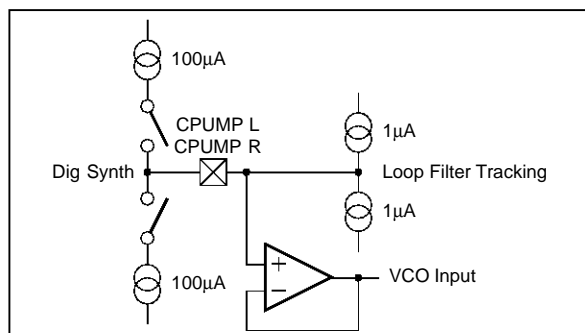 100µA
CPUMP L
CPUMP R
1µA
Dig Synth
Loop Filter Tracking
1µA
100µA
+
−
VCO Input